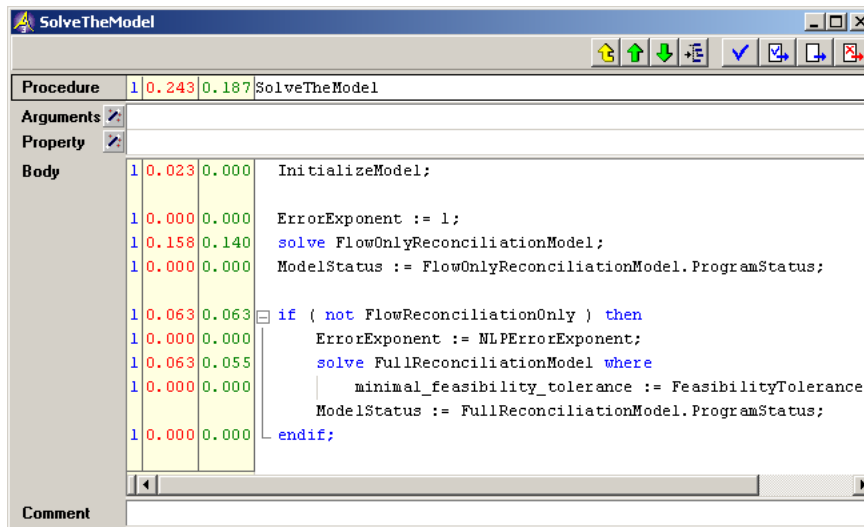 SolveTheModel
Procedure 1 0.243 0.187 SolveTheModel
Arguments
Property
Body 1 0.023 0.000 InitializeModel;
1 0.000 0.000 ErrorExponent := 1;
1 0.158 0.140 solve FlowOnlyReconciliationModel;
1 0.000 0.000 ModelStatus := FlowOnlyReconciliationModel.ProgramStatus;
1 0.063 0.063 if ( not FlowReconciliationOnly ) then
1 0.000 0.000 ErrorExponent := NLPErrorExponent;
1 0.063 0.055 solve FullReconciliationModel where
1 0.000 0.000 minimal_feasibility_tolerance := FeasibilityTolerance
ModelStatus := FullReconciliationModel.ProgramStatus;
1 0.000 0.000 endif;
Comment